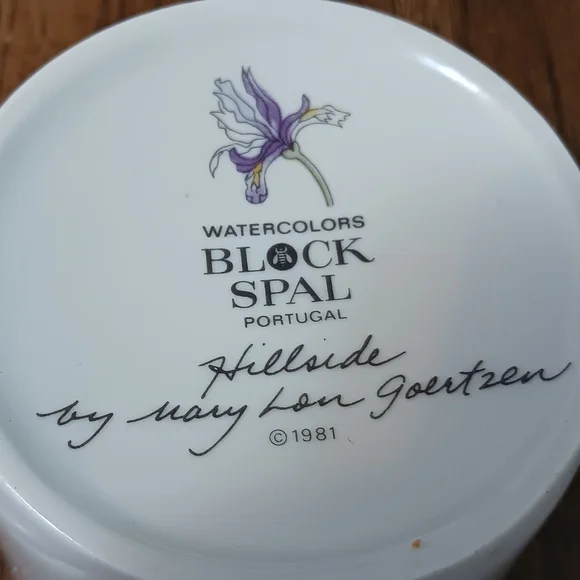 WATERCOLORS
BLOCK
SPAL
PORTUGAL
Hillside
by Mary Lou Goertzen
©1981